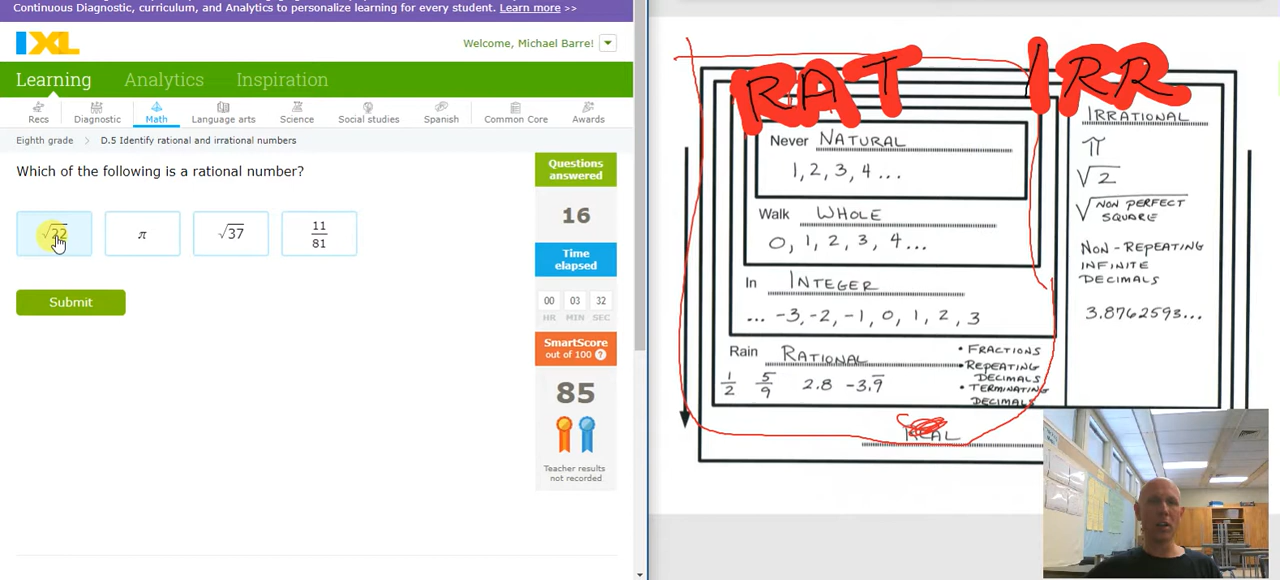 Continuous Diagnostic, curriculum, and Analytics to personalize learning for every student. Learn more >>
IXL
Welcome, Michael Barre!
Learning Analytics Inspiration
Recs Diagnostic Math Language arts Science Social studies Spanish Common Core Awards
Eighth grade > D.5 Identify rational and irrational numbers
Which of the following is a rational number?
π
√37
11
81
Submit
Questions
answered
16
Time
elapsed
00 03 32
HR MIN SEC
SmartScore
out of 100 ?
85
Teacher results
not recorded
RAT
IRR
Never NATURAL
1, 2, 3, 4 ...
Walk WHOLE
0, 1, 2, 3, 4...
In INTEGER
... -3, -2, -1, 0, 1, 2, 3
Rain RATIONAL
1/2 5/9 2.8 -3.9̅
• FRACTIONS
• REPEATING
DECIMALS
• TERMINATING
DECIMALS
REAL
IRRATIONAL
π
√2
√NON PERFECT
SQUARE
NON-REPEATING
INFINITE
DECIMALS
3.8762593...